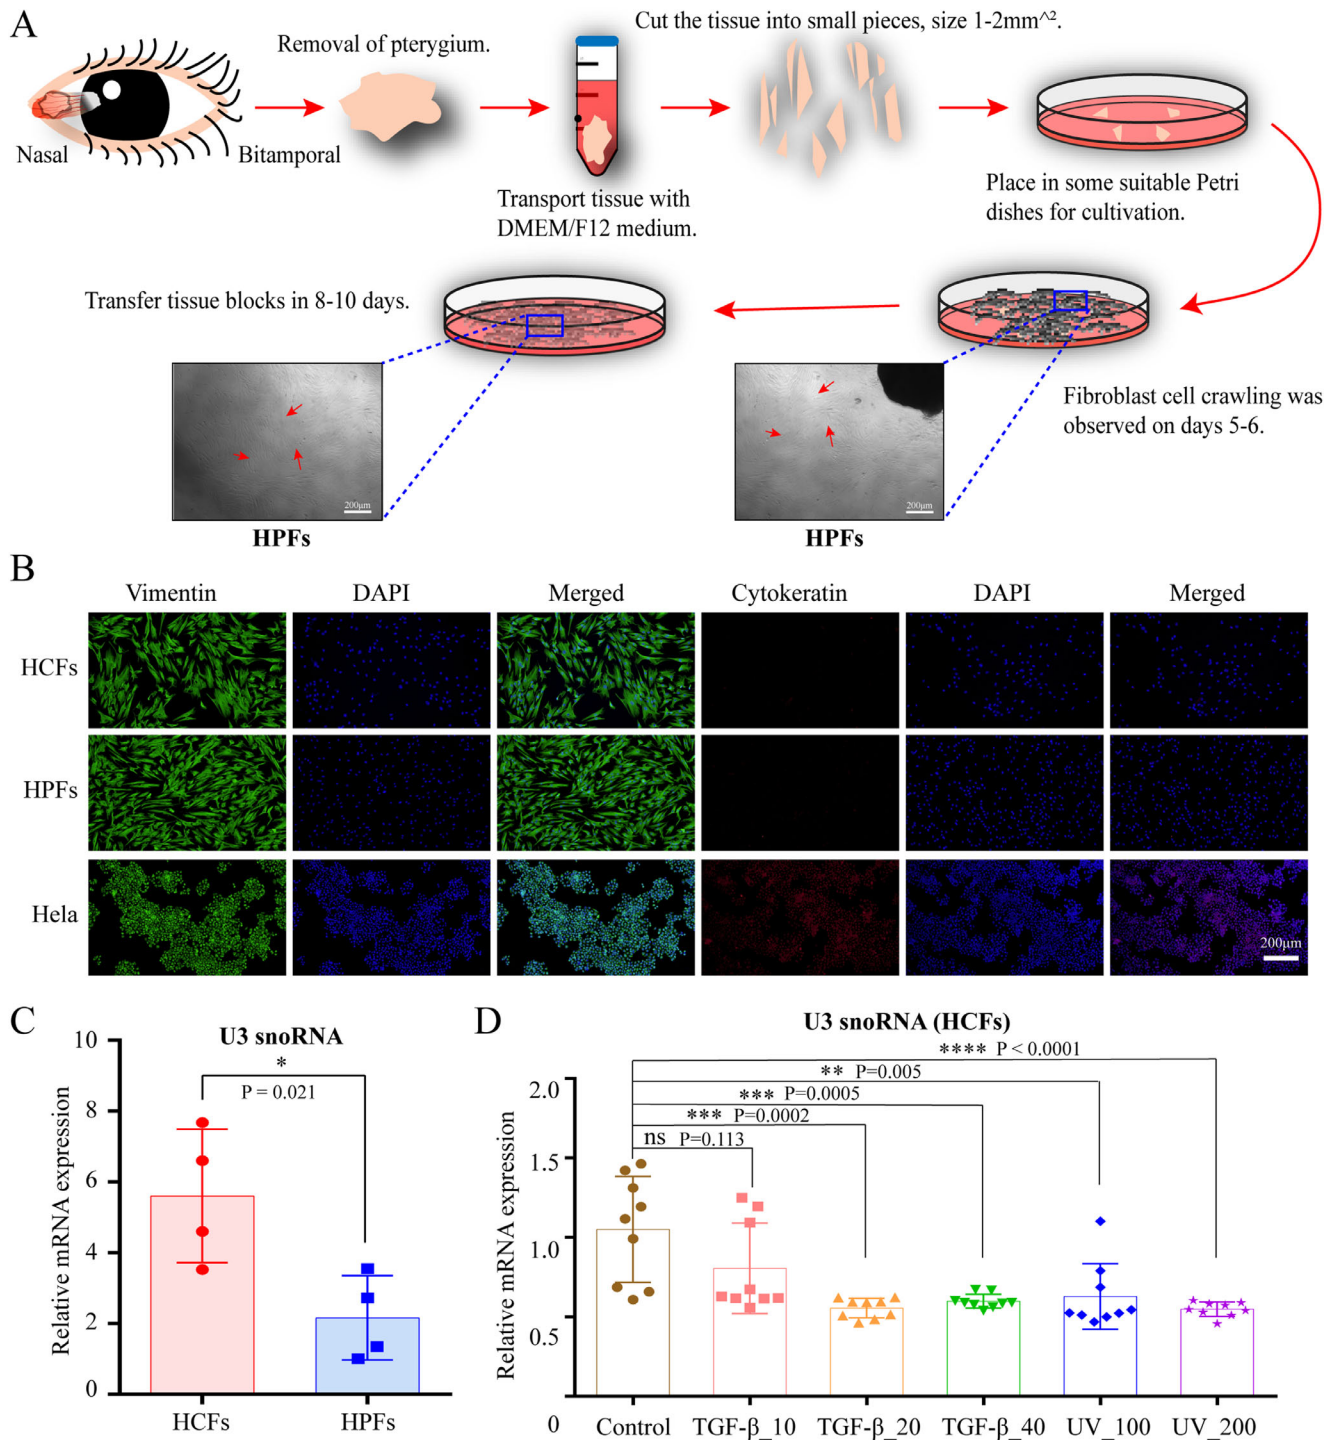 A
Cut the tissue into small pieces, size 1-2mm^².
Removal of pterygium.
Nasal
Bitamporal
Transport tissue with
DMEM/F12 medium.
Place in some suitable Petri
dishes for cultivation.
Transfer tissue blocks in 8-10 days.
Fibroblast cell crawling was
observed on days 5-6.
200μm
200μm
HPFs
HPFs
B
Vimentin
DAPI
Merged
Cytokeratin
DAPI
Merged
HCFs
HPFs
Hela
200μm
C
U3 snoRNA
*
P = 0.021
Relative mRNA expression
10
8
6
4
2
0
HCFs
HPFs
D
U3 snoRNA (HCFs)
**** P < 0.0001
** P=0.005
*** P=0.0005
*** P=0.0002
ns P=0.113
Relative mRNA expression
2.0
1.5
1.0
0.5
0
Control
TGF-β_10
TGF-β_20
TGF-β_40
UV_100
UV_200